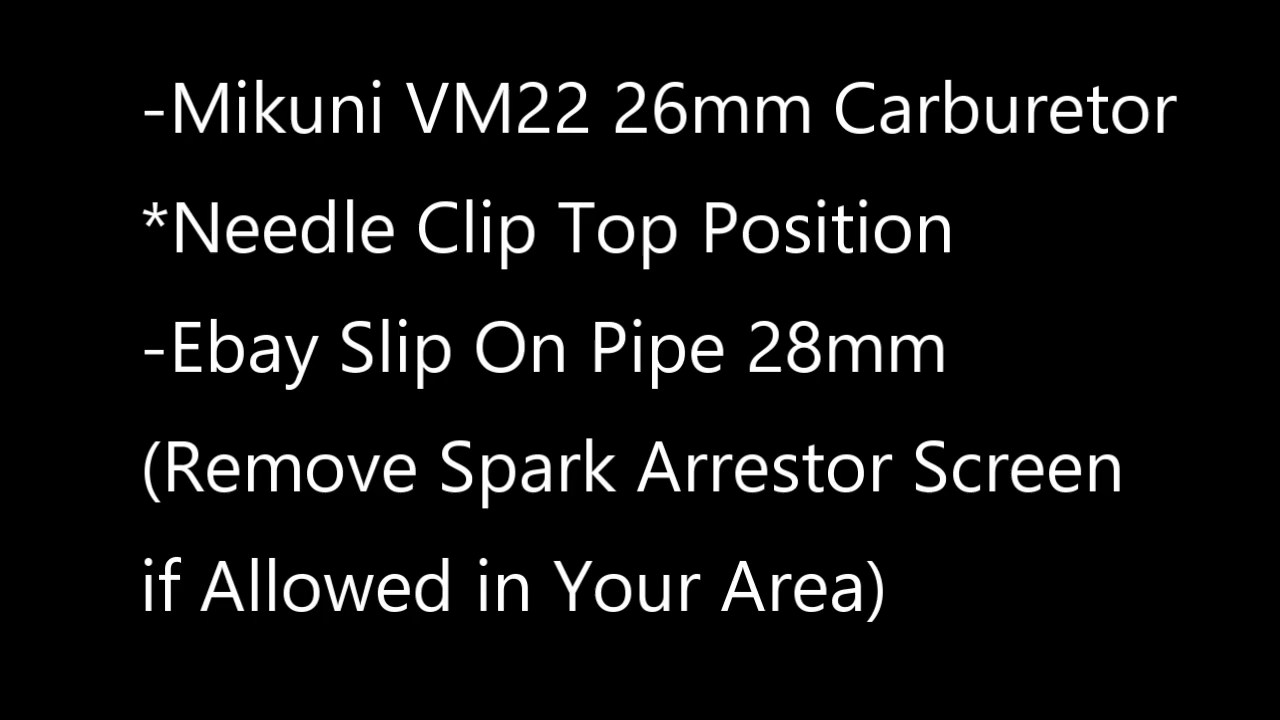 -Mikuni VM22 26mm Carburetor
*Needle Clip Top Position
-Ebay Slip On Pipe 28mm
(Remove Spark Arrestor Screen
if Allowed in Your Area)